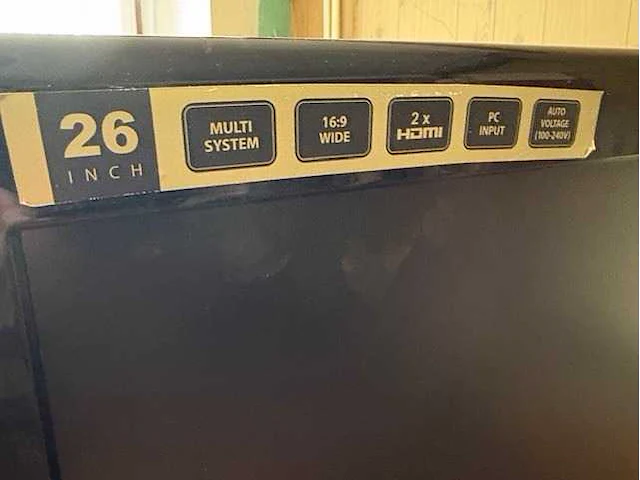 26
INCH
MULTI
SYSTEM
16:9
WIDE
2 x
HDMI
PC
INPUT
AUTO
VOLTAGE
(100-240V)